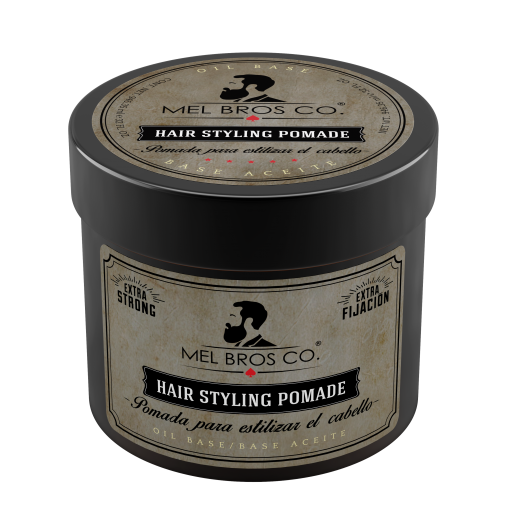 OIL BASE
MEL BROS CO.®
HAIR STYLING POMADE
Pomada para estilizar el cabello
BASE ACEITE
EXTRA
STRONG
EXTRA
FIJACIÓN
MEL BROS CO.®
HAIR STYLING POMADE
-Pomada para estilizar el cabello-
OIL BASE/BASE ACEITE